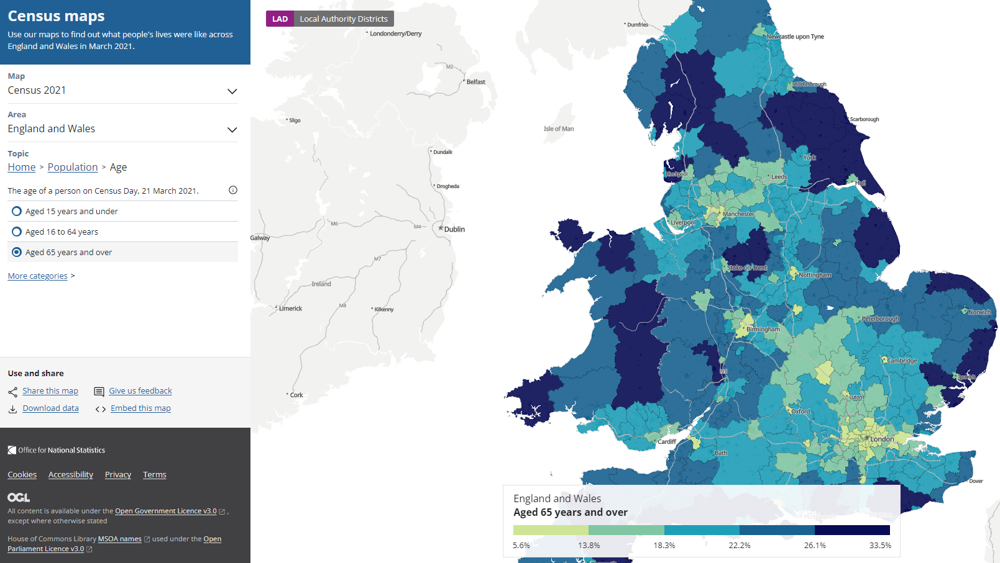 Census maps
Use our maps to find out what people's lives were like across
England and Wales in March 2021.
Map
Census 2021
Area
England and Wales
Topic
Home > Population > Age
The age of a person on Census Day, 21 March 2021.
Aged 15 years and under
Aged 16 to 64 years
Aged 65 years and over
More categories >
Use and share
Share this map
Give us feedback
Download data
Embed this map
Office for National Statistics
Cookies Accessibility Privacy Terms
OGL
All content is available under the Open Government Licence v3.0 ,
except where otherwise stated
House of Commons Library MSOA names used under the Open
Parliament Licence v3.0
LAD Local Authority Districts
Dumfries
Londonderry/Derry
Newcastle upon Tyne
M2
Belfast
Middlesbrough
Sligo
Scarborough
Isle of Man
Dundalk
York
Blackpool
Leeds
Hull
Drogheda
Manchester
Liverpool
M6
M4
Dublin
Galway
M7
Stoke on Trent
Nottingham
Ireland
M8
Limerick
Kilkenny
Norwich
Peterborough
Birmingham
Cambridge
Ipswich
Cork
Luton
Oxford
London
Cardiff
Bath
Dover
England and Wales
Aged 65 years and over
5.6% 13.8% 18.3% 22.2% 26.1% 33.5%